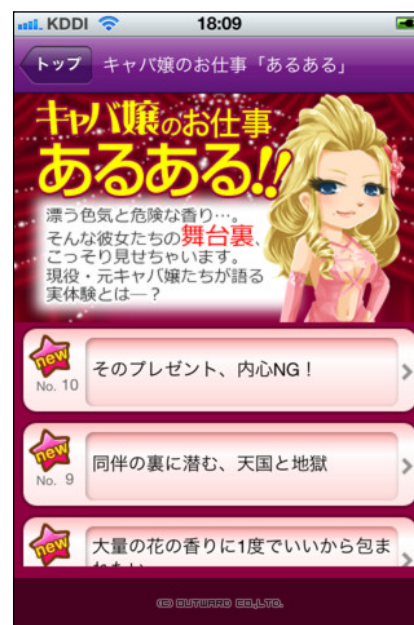 KDDI 18:09
トップ キャバ嬢のお仕事「あるある」
キャバ嬢のお仕事
あるある!!
漂う色気と危険な香り…。
そんな彼女たちの舞台裏、
こっそり見せちゃいます。
現役・元キャバ嬢たちが語る
実体験とは―?
new
No. 10
そのプレゼント、内心NG!
new
No. 9
同伴の裏に潜む、天国と地獄
new
大量の花の香りに1度でいいから包ま
(C) OUTWARD CO.,LTD.